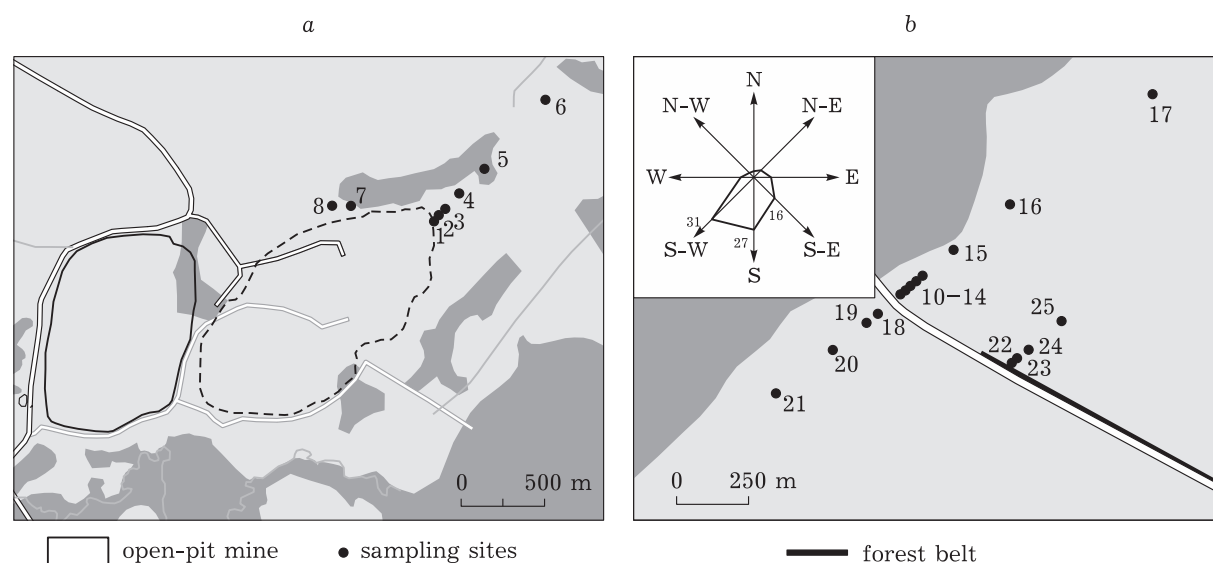 a
b
6
5
8 7
4
3
2
1
0 500 m
N
N-W N-E
W E
31 16
27
S-W S-E
S
17
16
15
10–14
19 18
25
22 24
20 23
21
0 250 m
open-pit mine
sampling sites
forest belt